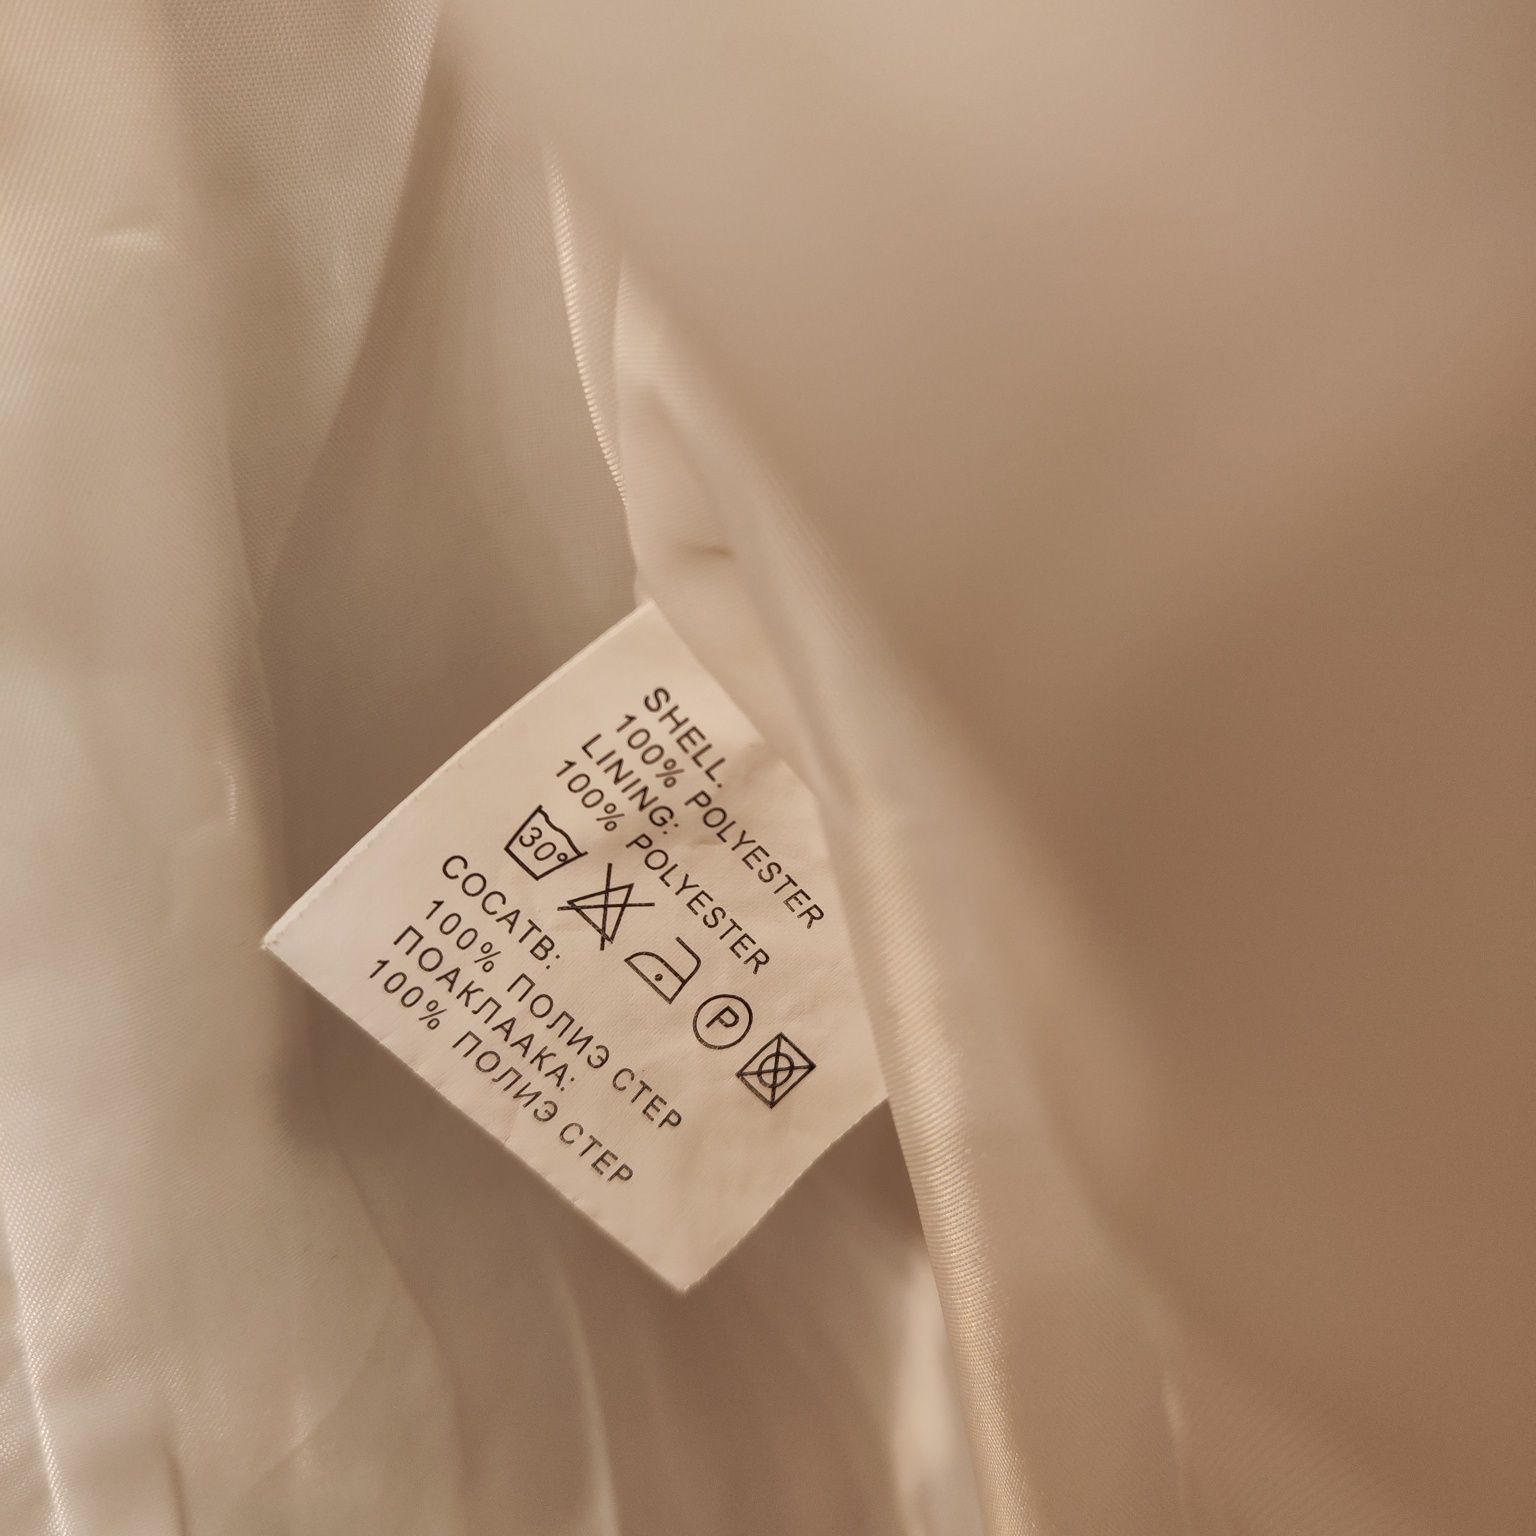 SHELL.
100% POLYESTER
LINING:
100% POLYESTER
30°
P
СОСАТВ:
100% ПОЛИЭ СТЕР
ПОАКЛААКА:
100% ПОЛИЭ СТЕР